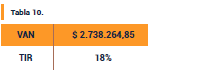 Tabla 10.
VAN $ 2.738.264,85
TIR 18%